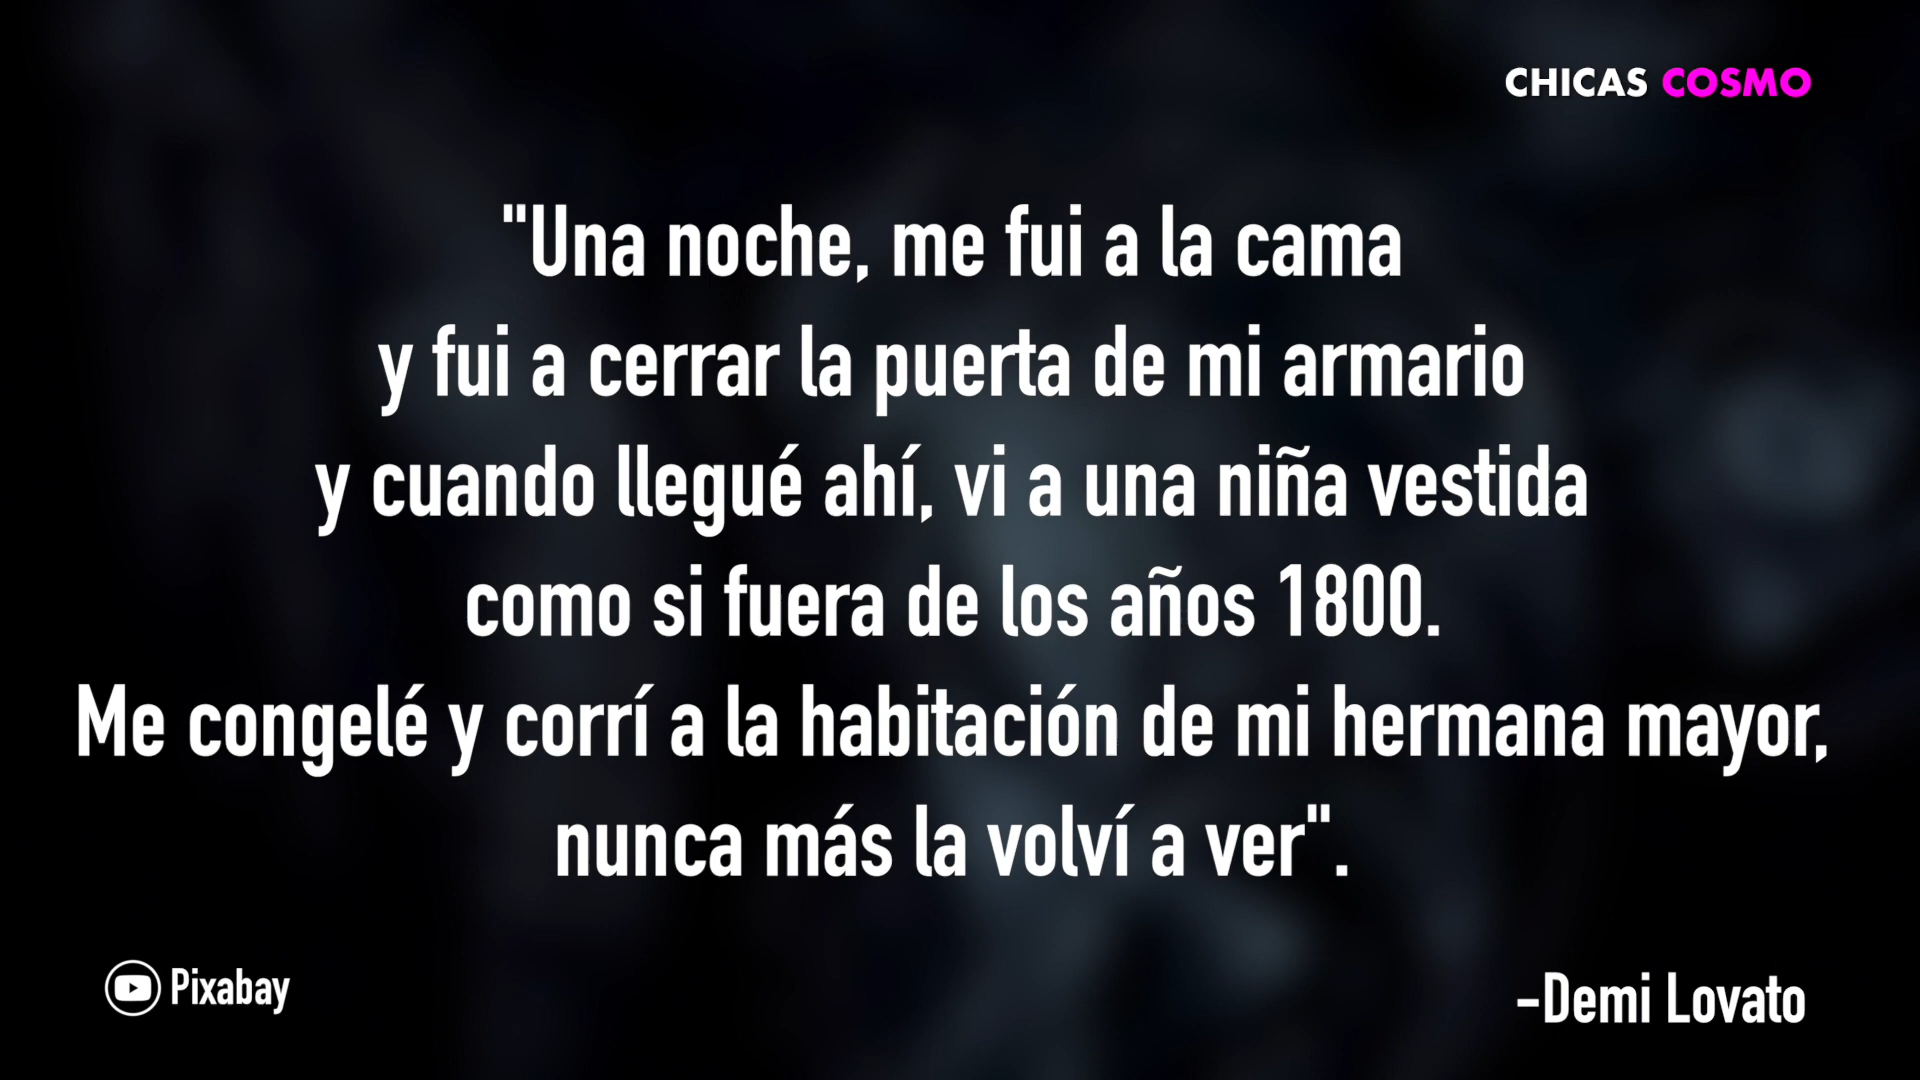 CHICAS COSMO
"Una noche, me fui a la cama
y fui a cerrar la puerta de mi armario
y cuando llegué ahí, vi a una niña vestida
como si fuera de los años 1800.
Me congelé y corrí a la habitación de mi hermana mayor,
nunca más la volví a ver".
Pixabay
-Demi Lovato